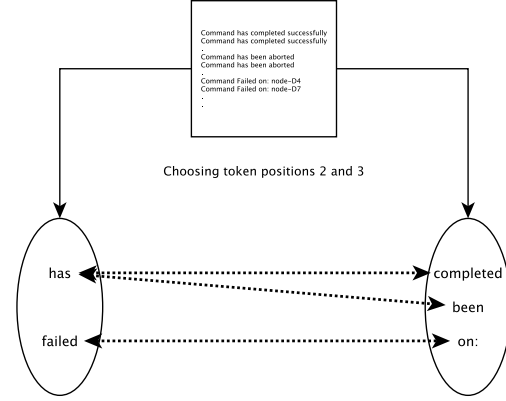 Command has completed successfully
Command has completed successfully
.
Command has been aborted
Command has been aborted
.
Command Failed on: node-D4
Command Failed on: node-D7
.
.
Choosing token positions 2 and 3
has
completed
been
failed
on: